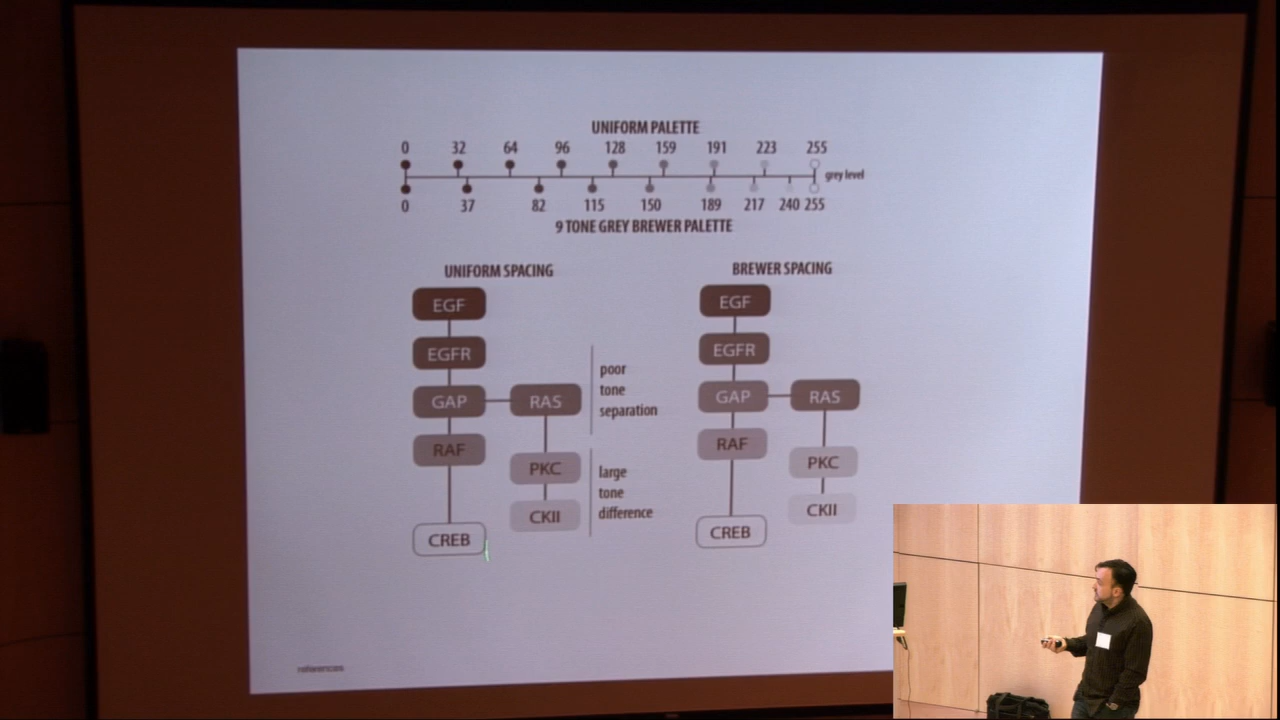 UNIFORM PALETTE
0 32 64 96 128 159 191 223 255
grey level
0 37 82 115 150 189 217 240 255
9 TONE GREY BREWER PALETTE
UNIFORM SPACING
EGF
EGFR
GAP RAS
RAF
PKC
CKII
CREB
poor
tone
separation
large
tone
difference
BREWER SPACING
EGF
EGFR
GAP RAS
RAF
PKC
CKII
CREB
references